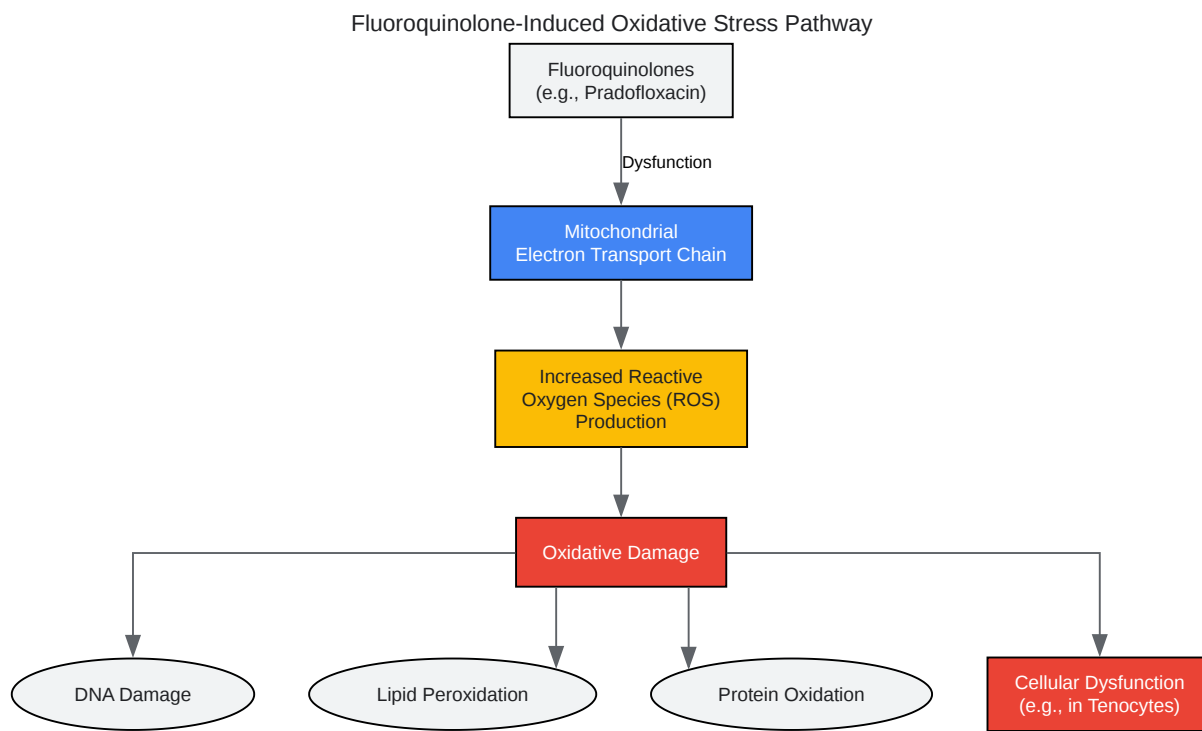 Fluoroquinolone-Induced Oxidative Stress Pathway
Fluoroquinolones
(e.g., Pradofloxacin)
Dysfunction
Mitochondrial
Electron Transport Chain
Increased Reactive
Oxygen Species (ROS)
Production
Oxidative Damage
DNA Damage
Lipid Peroxidation
Protein Oxidation
Cellular Dysfunction
(e.g., in Tenocytes)